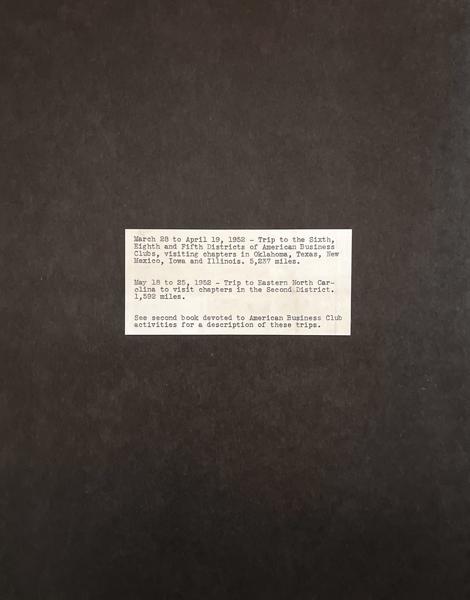 March 28 to April 19, 1952 - Trip to the Sixth,
Eighth and Fifth Districts of American Business
Clubs, visiting chapters in Oklahoma, Texas, New
Mexico, Iowa and Illinois. 5,237 miles.
May 18 to 25, 1952 - Trip to Eastern North Car-
olina to visit chapters in the Second District.
1,592 miles.
See second book devoted to American Business Club
activities for a description of these trips.